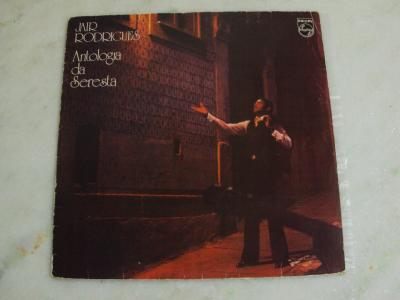 JAIR
RODRIGUES
Antologia
da
Seresta
PHILIPS